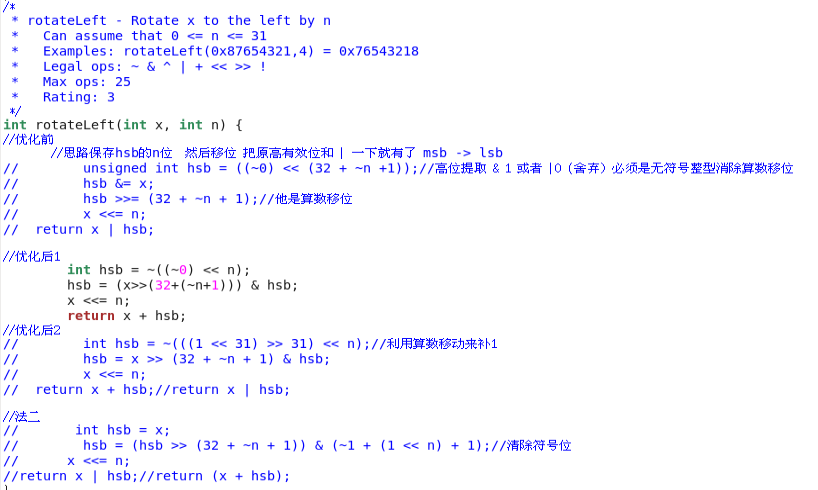 /*
 * rotateLeft - Rotate x to the left by n
 *   Can assume that 0 <= n <= 31
 *   Examples: rotateLeft(0x87654321,4) = 0x76543218
 *   Legal ops: ~ & ^ | + << >> !
 *   Max ops: 25
 *   Rating: 3
 */
int rotateLeft(int x, int n) {
//优化前
      //思路保存hsb的n位   然后移位 把原高有效位和 | 一下就有了 msb -> lsb
//        unsigned int hsb = ((~0) << (32 + ~n +1));//高位提取 & 1 或者 |0（舍弃）必须是无符号整型消除算数移位
//        hsb &= x;
//        hsb >>= (32 + ~n + 1);//他是算数移位
//        x <<= n;
//  return x | hsb;
//优化后1
        int hsb = ~((~0) << n);
        hsb = (x>>(32+(~n+1))) & hsb;
        x <<= n;
        return x + hsb;
//优化后2
//        int hsb = ~(((1 << 31) >> 31) << n);//利用算数移动来补1
//        hsb = x >> (32 + ~n + 1) & hsb;
//        x <<= n;
//  return x + hsb;//return x | hsb;
//法二
//       int hsb = x;
//        hsb = (hsb >> (32 + ~n + 1)) & (~1 + (1 << n) + 1);//清除符号位
//      x <<= n;
//return x | hsb;//return (x + hsb);